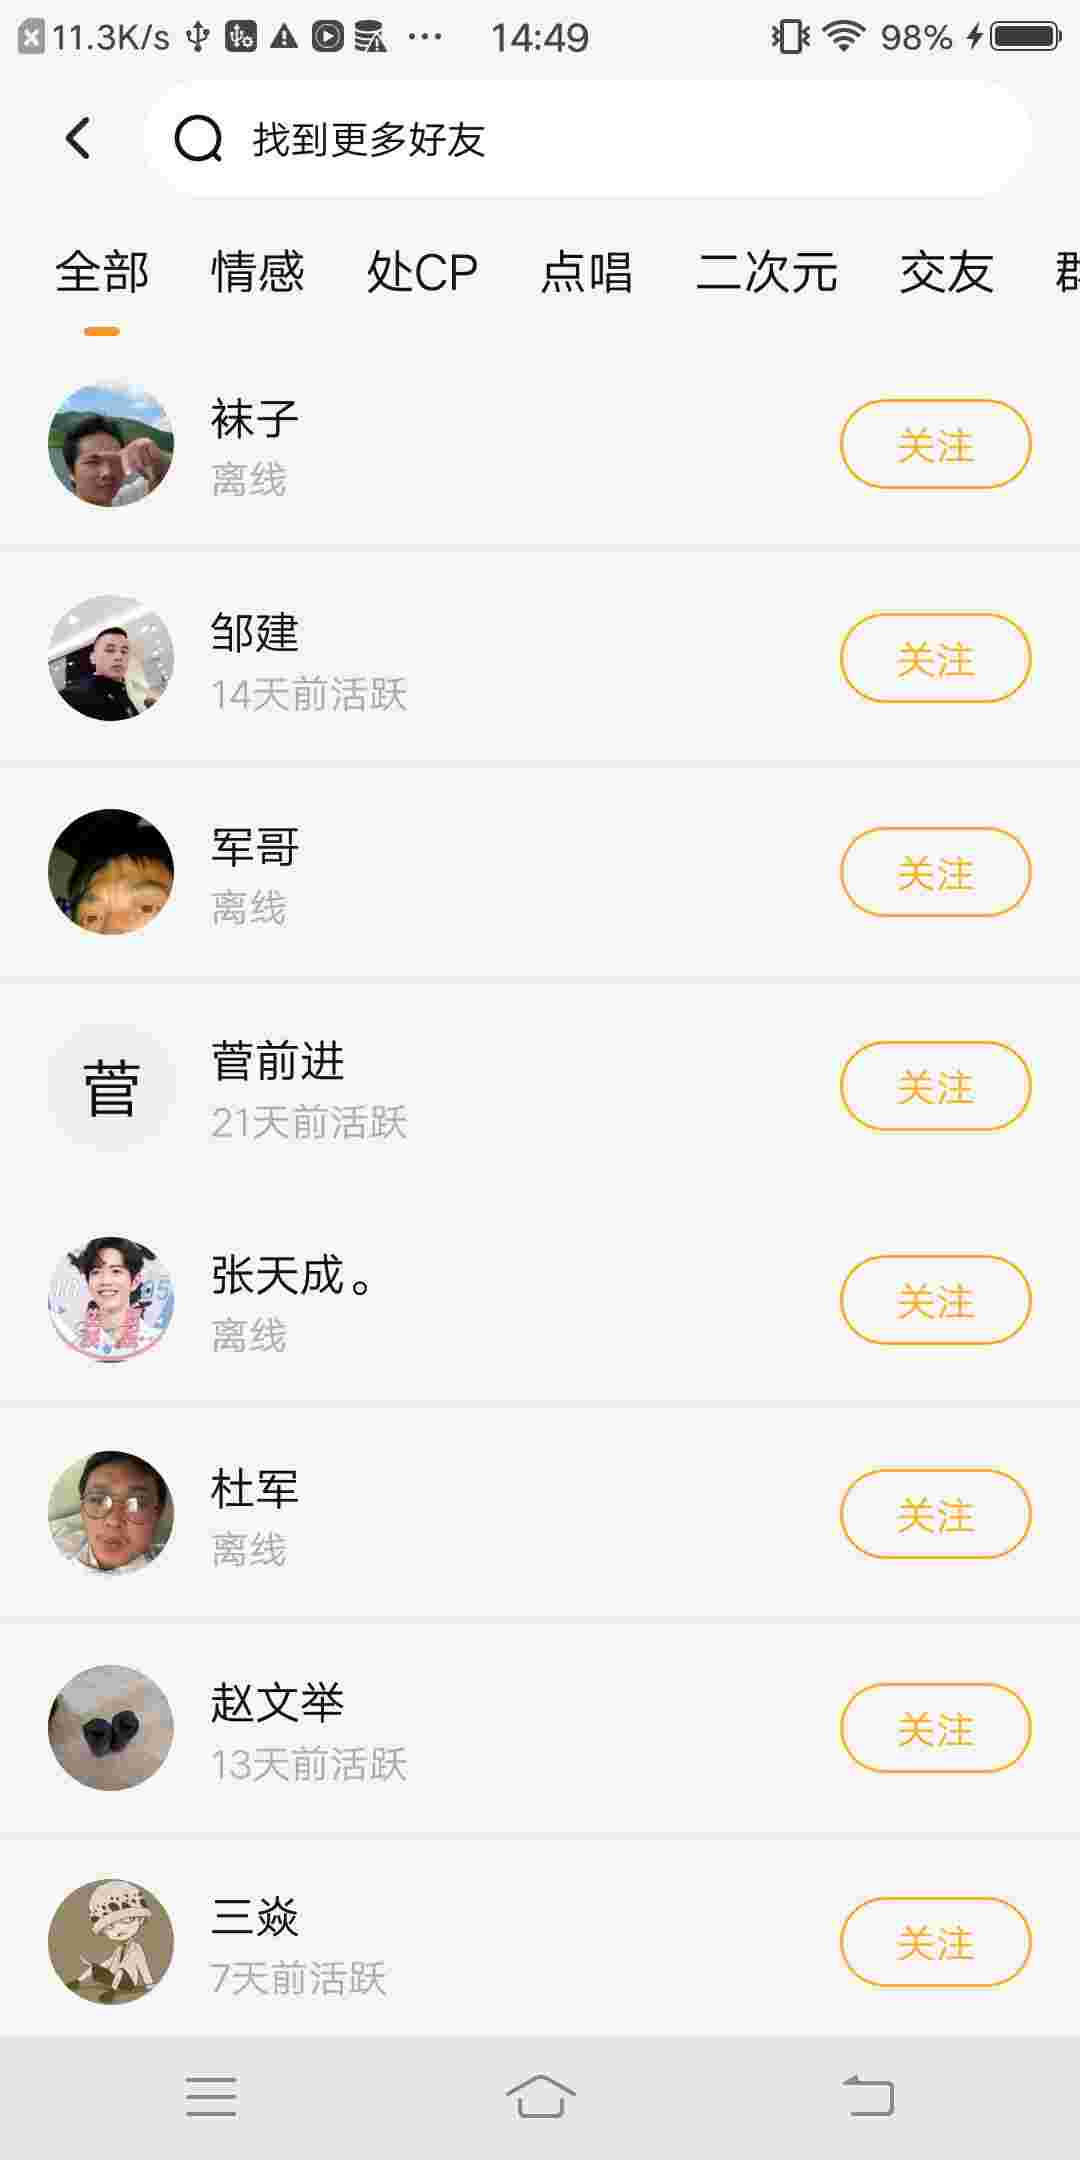 11.3K/s 14:49 98%
找到更多好友
全部 情感 处CP 点唱 二次元 交友
袜子
离线
关注
邹建
14天前活跃
关注
军哥
离线
关注
菅
菅前进
21天前活跃
关注
张天成。
离线
关注
杜军
离线
关注
赵文举
13天前活跃
关注
三焱
7天前活跃
关注